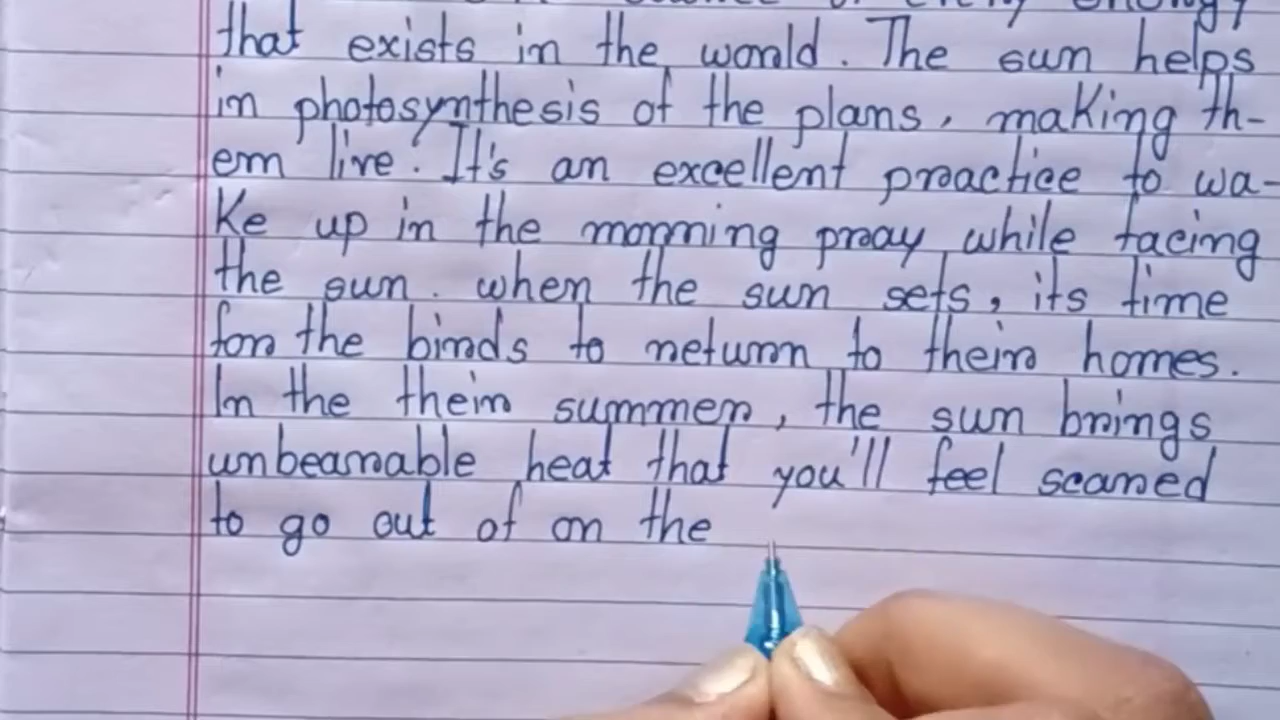 energy
that exists in the world. The sun helps
in photosynthesis of the plans, making th-
em live. It's an excellent practice to wa-
ke up in the morning pray while facing
the sun. when the sun sets, its time
for the birds to return to their homes.
In the their summer, the sun brings
unbearable heat that you'll feel scared
to go out of on the